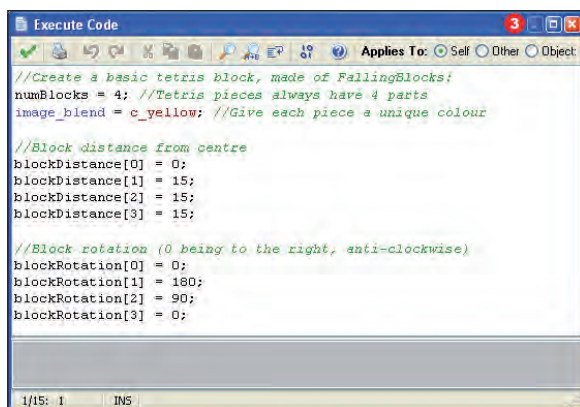 Execute Code
3
Applies To: Self Other Object:
//Create a basic tetris block, made of FallingBlocks:
numBlocks = 4; //Tetris pieces always have 4 parts
image_blend = c_yellow; //Give each piece a unique colour
//Block distance from centre
blockDistance[0] = 0;
blockDistance[1] = 15;
blockDistance[2] = 15;
blockDistance[3] = 15;
//Block rotation (0 being to the right, anti-clockwise)
blockRotation[0] = 0;
blockRotation[1] = 180;
blockRotation[2] = 90;
blockRotation[3] = 0;
1/15: 1 INS